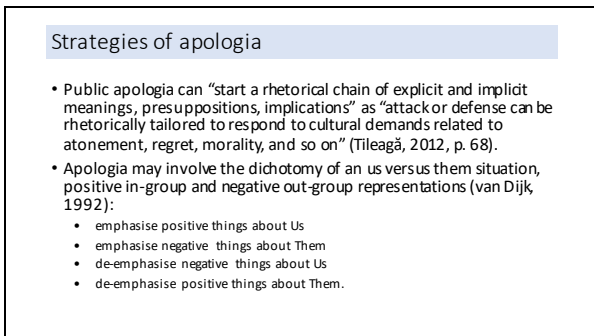 Strategies of apologia
• Public apologia can “start a rhetorical chain of explicit and implicit
meanings, presuppositions, implications” as “attack or defense can be
rhetorically tailored to respond to cultural demands related to
atonement, regret, morality, and so on” (Tileagă, 2012, p. 68).
• Apologia may involve the dichotomy of an us versus them situation,
positive in-group and negative out-group representations (van Dijk,
1992):
• emphasise positive things about Us
• emphasise negative things about Them
• de-emphasise negative things about Us
• de-emphasise positive things about Them.